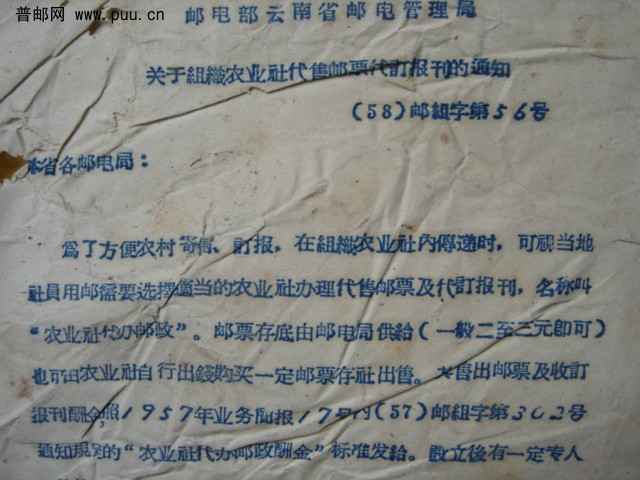 普邮网 www.puu.cn
邮电部云南省邮电管理局
关于組織农业社代售邮票代訂报刊的通知
(58)邮組字第56号
本省各邮电局：
為了方便农村寄信、訂报，在組織农业社內停递时，可視当地
社員用邮需要选擇适当的农业社办理代售邮票及代訂报刊，名称叫
“农业社代办邮政”。邮票存底由邮电局供給(一般二至三元即可)
也可由农业社自行出錢购买一定邮票存社出售。售出邮票及收訂
报刊酬金照1957年业务簡报17号(57)邮組字第302号
通知規定的“农业社代办邮政酬金”标准发給。設立後有一定专人